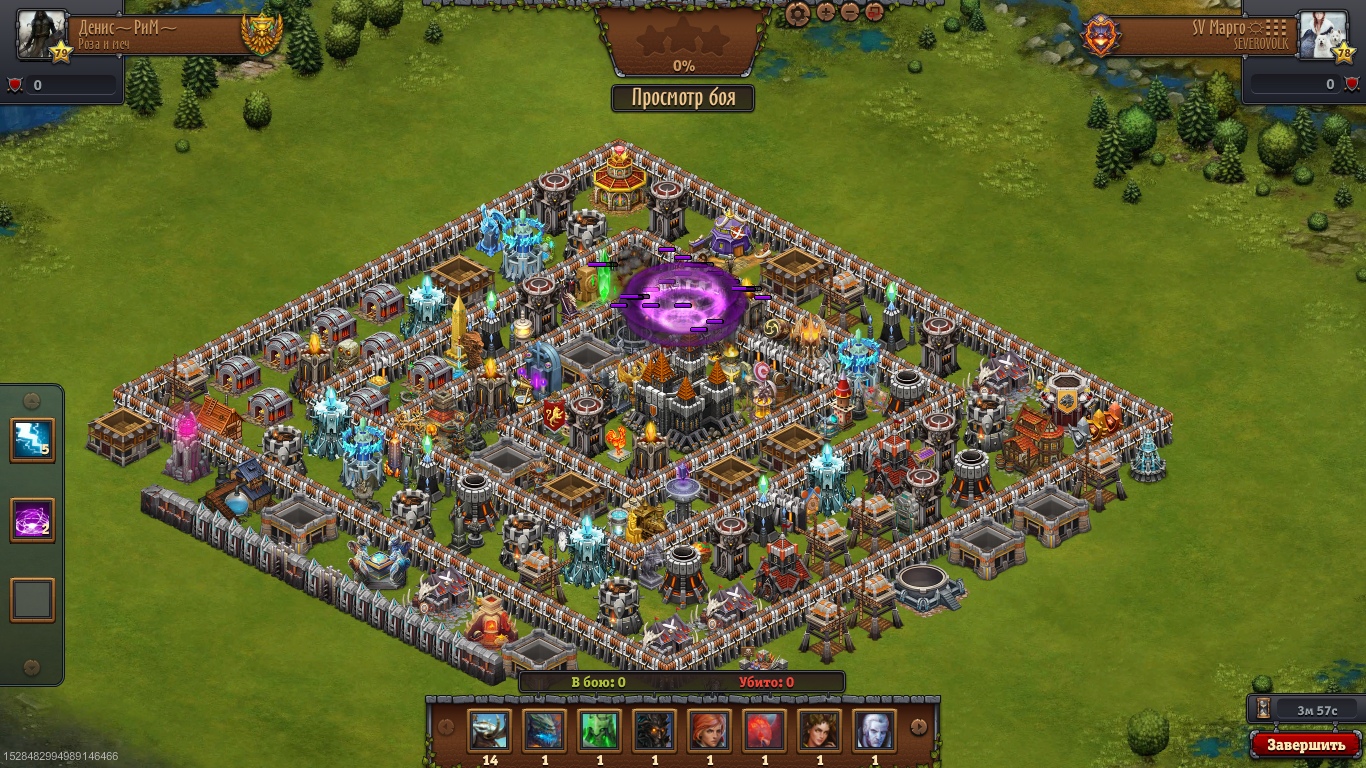 Денис~ РиМ~
Роза и меч
79
0
0%
Просмотр боя
SV Марго☼⁝⁝⁝
SEVEROVOLK
78
0
5
2
В бою: 0
Убито: 0
14
1
1
1
1
1
1
1
3м 57с
Завершить
1528482994989146466